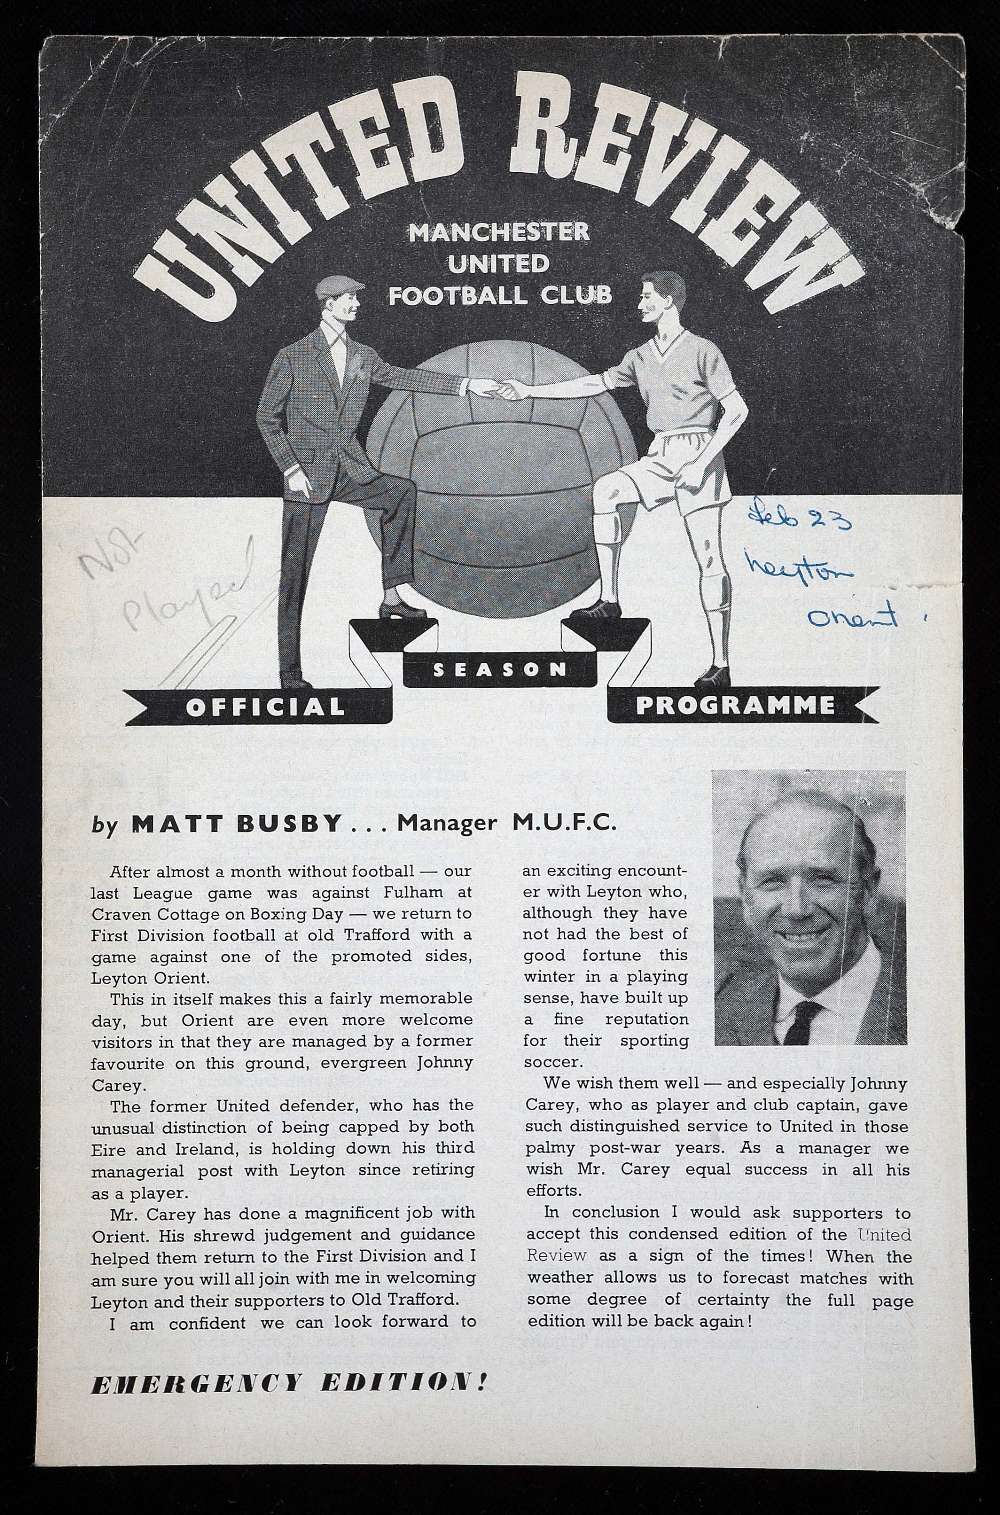 UNITED REVIEW
MANCHESTER
UNITED
FOOTBALL CLUB
Not
Played
Feb 23
Leyton
Orient
OFFICIAL
SEASON
PROGRAMME
by MATT BUSBY . . . Manager M.U.F.C.
After almost a month without football — our
last League game was against Fulham at
Craven Cottage on Boxing Day — we return to
First Division football at old Trafford with a
game against one of the promoted sides,
Leyton Orient.
This in itself makes this a fairly memorable
day, but Orient are even more welcome
visitors in that they are managed by a former
favourite on this ground, evergreen Johnny
Carey.
The former United defender, who has the
unusual distinction of being capped by both
Eire and Ireland, is holding down his third
managerial post with Leyton since retiring
as a player.
Mr. Carey has done a magnificent job with
Orient. His shrewd judgement and guidance
helped them return to the First Division and I
am sure you will all join with me in welcoming
Leyton and their supporters to Old Trafford.
I am confident we can look forward to
an exciting encount-
er with Leyton who,
although they have
not had the best of
good fortune this
winter in a playing
sense, have built up
a fine reputation
for their sporting
soccer.
We wish them well — and especially Johnny
Carey, who as player and club captain, gave
such distinguished service to United in those
palmy post-war years. As a manager we
wish Mr. Carey equal success in all his
efforts.
In conclusion I would ask supporters to
accept this condensed edition of the United
Review as a sign of the times! When the
weather allows us to forecast matches with
some degree of certainty the full page
edition will be back again!
EMERGENCY EDITION!